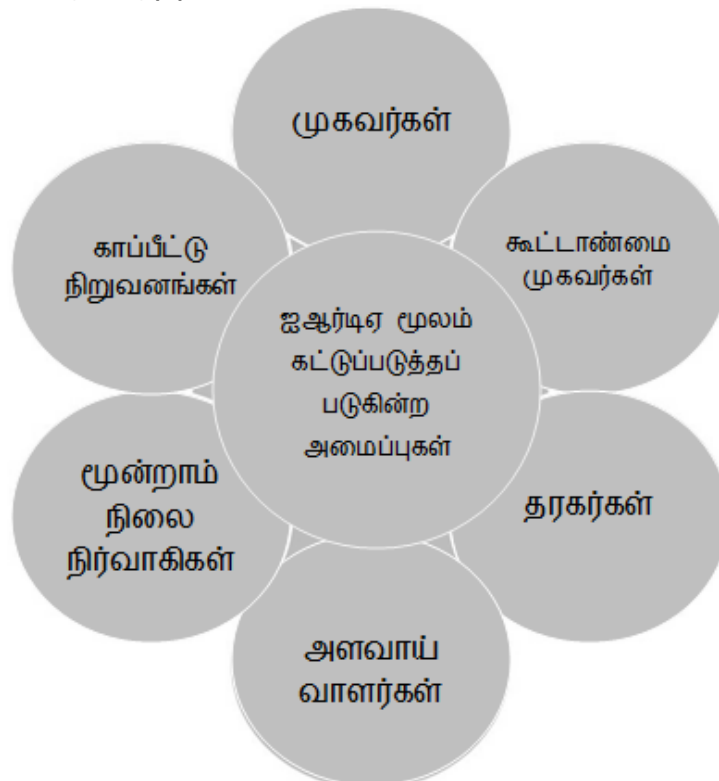 முகவர்கள்
கூட்டாண்மை
முகவர்கள்
தரகர்கள்
அளவாய்
வாளர்கள்
மூன்றாம்
நிலை
நிர்வாகிகள்
காப்பீட்டு
நிறுவனங்கள்
ஐஆர்டிஏ மூலம்
கட்டுப்படுத்தப்
படுகின்ற
அமைப்புகள்